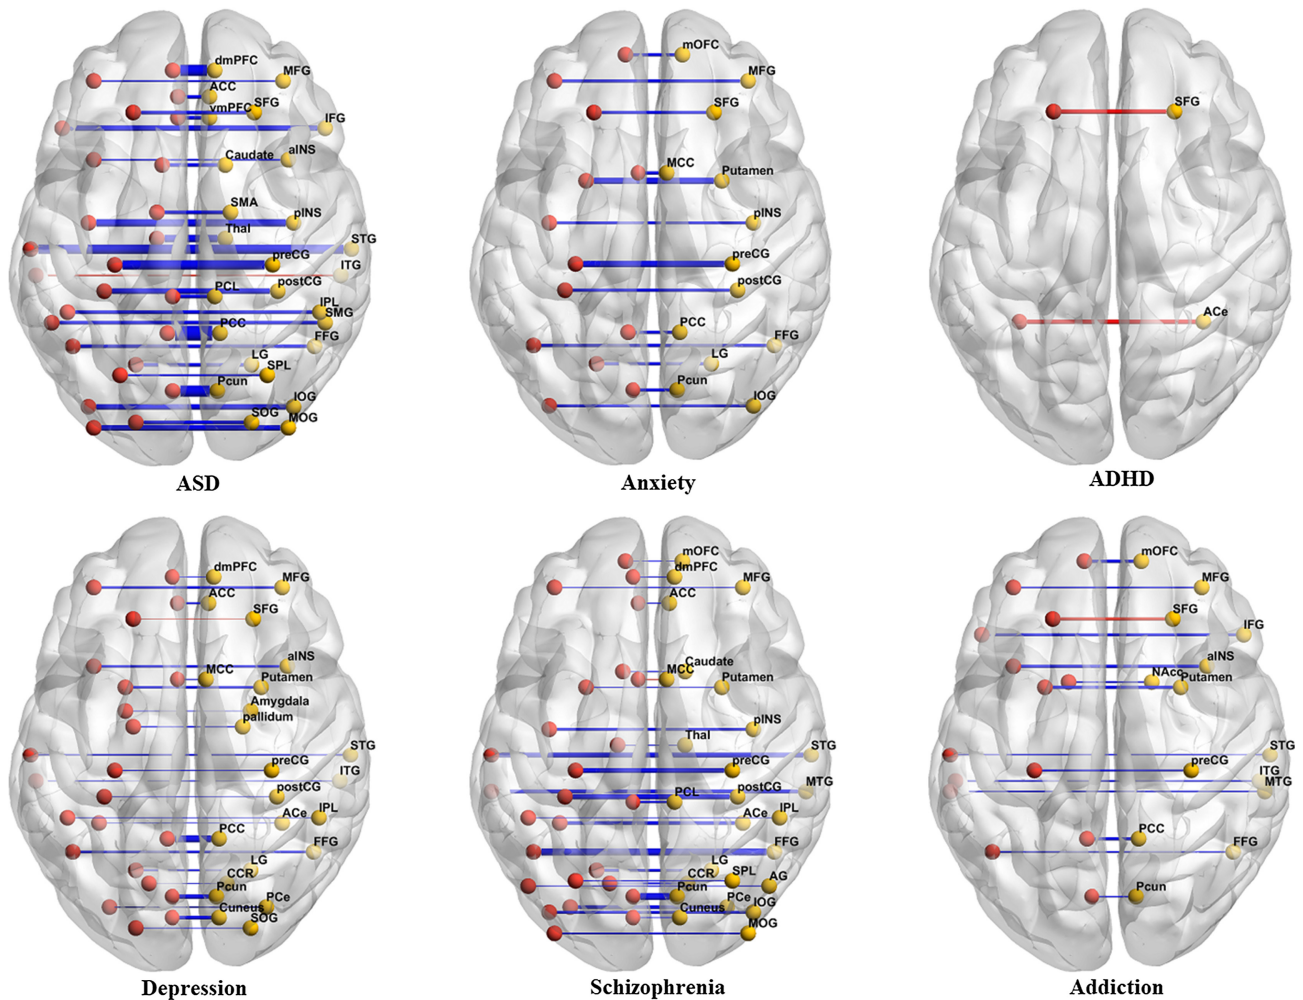 dmPFC
MFG
ACC
SFG
vmPFC
IFG
aINS
Caudate
SMA
pINS
Thal
STG
preCG
ITG
PCL
postCG
IPL
SMG
PCC
FFG
LG
SPL
Pcun
IOG
SOG
MOG
ASD
mOFC
MFG
SFG
MCC
Putamen
pINS
preCG
postCG
PCC
FFG
LG
Pcun
IOG
Anxiety
SFG
ACe
ADHD
dmPFC
MFG
ACC
SFG
aINS
MCC
Putamen
Amygdala
pallidum
STG
preCG
ITG
postCG
IPL
ACe
PCC
FFG
LG
CCR
Pcun
PCe
Cuneus
SOG
Depression
mOFC
dmPFC
MFG
ACC
Caudate
MCC
Putamen
pINS
Thal
STG
preCG
MTG
postCG
PCL
IPL
ACe
FFG
LG
SPL
CCR
AG
Pcun
PCe
IOG
Cuneus
MOG
Schizophrenia
mOFC
MFG
SFG
IFG
aINS
NAcc
Putamen
STG
preCG
ITG
MTG
PCC
FFG
Pcun
Addiction